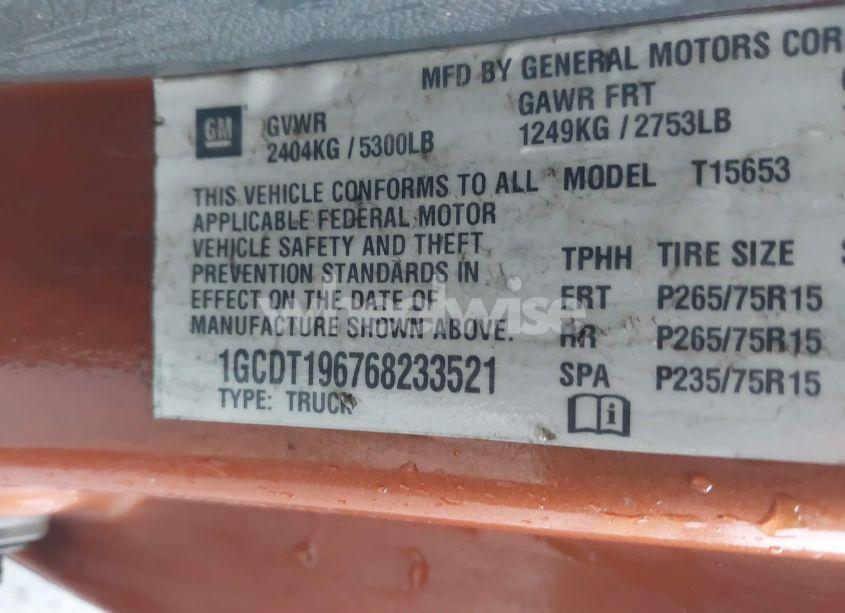 MFD BY GENERAL MOTORS COR
GM
GVWR
2404KG / 5300LB
GAWR FRT
1249KG / 2753LB
THIS VEHICLE CONFORMS TO ALL
APPLICABLE FEDERAL MOTOR
VEHICLE SAFETY AND THEFT
PREVENTION STANDARDS IN
EFFECT ON THE DATE OF
MANUFACTURE SHOWN ABOVE.
1GCDT196768233521
TYPE: TRUCK
MODEL T15653
TPHH TIRE SIZE S
FRT P265/75R15
RR P265/75R15
SPA P235/75R15
i
wheelwise